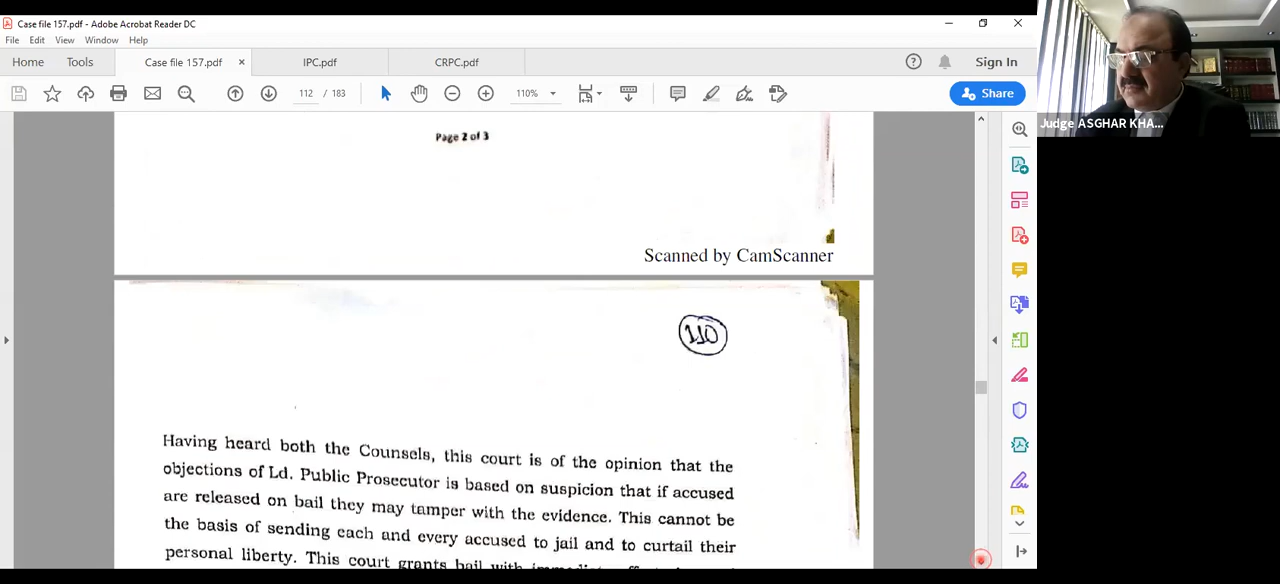 Case file 157.pdf - Adobe Acrobat Reader DC
File Edit View Window Help
Home Tools Case file 157.pdf × IPC.pdf CRPC.pdf Sign In
112 / 183 110% Share
Judge ASGHAR KHA...
Page 2 of 3
Scanned by CamScanner
110
Having heard both the Counsels, this court is of the opinion that the
objections of Ld. Public Prosecutor is based on suspicion that if accused
are released on bail they may tamper with the evidence. This cannot be
the basis of sending each and every accused to jail and to curtail their
personal liberty. This court grants bail with immediate